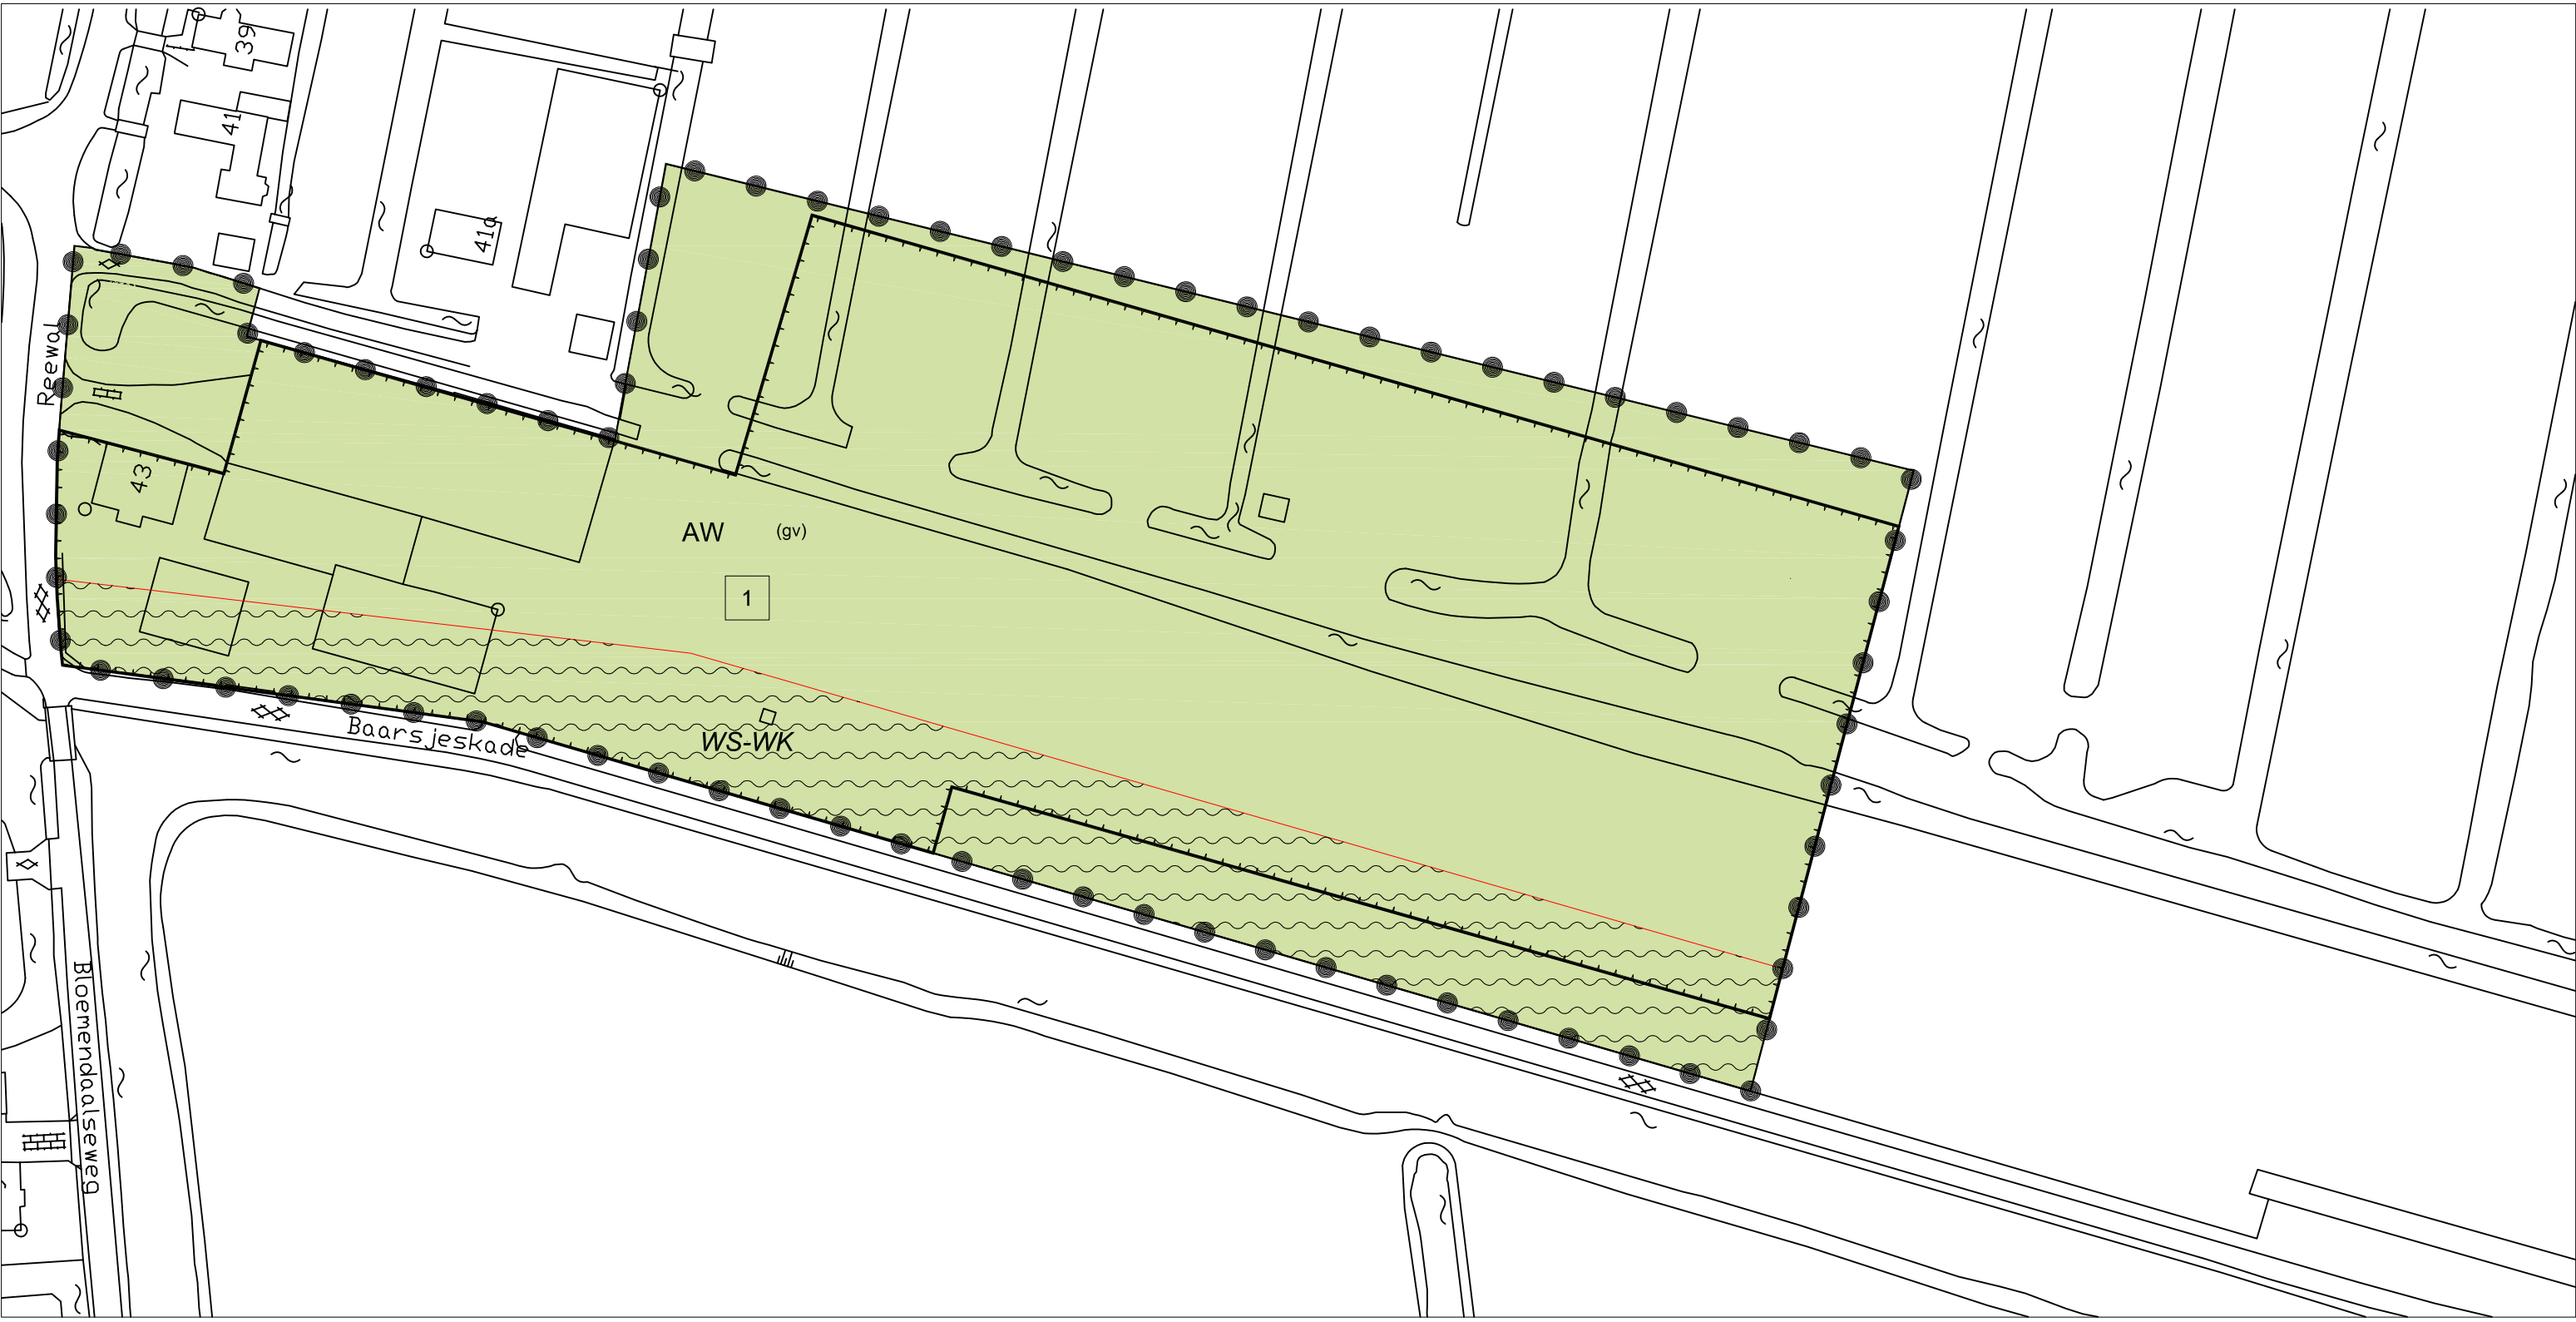 39
41
41a
Reewal
43
AW (gv)
1
WS-WK
Baarsjeskade
Bloemendaalseweg